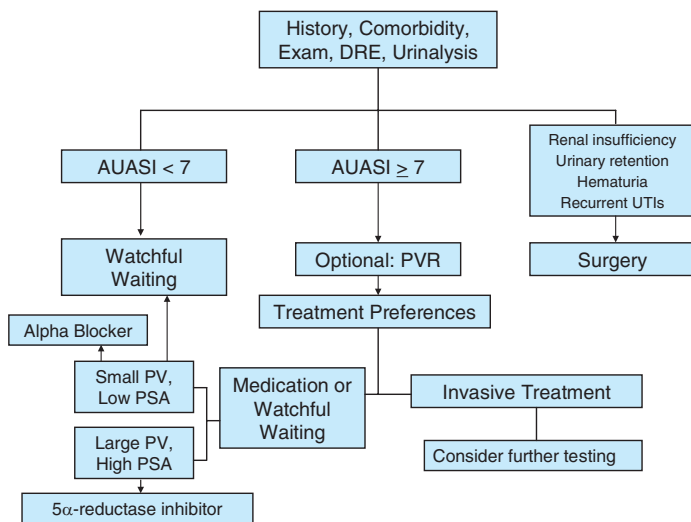 History, Comorbidity,
Exam, DRE, Urinalysis
AUASI < 7
AUASI ≥ 7
Renal insufficiency
Urinary retention
Hematuria
Recurrent UTIs
Watchful
Waiting
Optional: PVR
Surgery
Treatment Preferences
Alpha Blocker
Small PV,
Low PSA
Medication or
Watchful
Waiting
Invasive Treatment
Large PV,
High PSA
Consider further testing
5α-reductase inhibitor